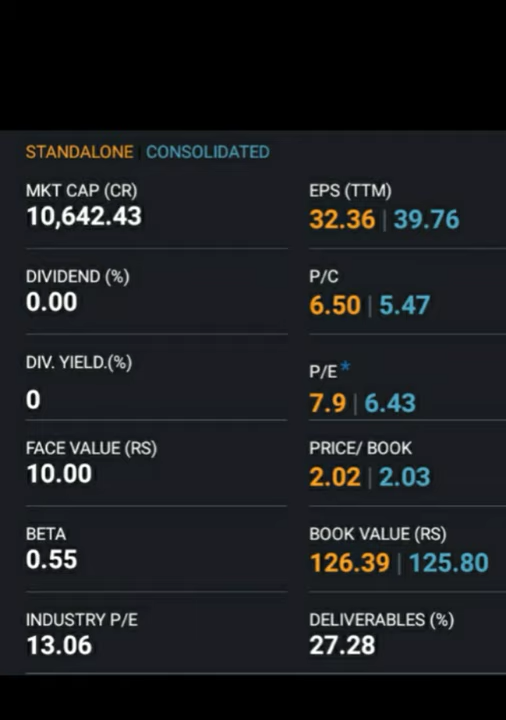 STANDALONE | CONSOLIDATED
MKT CAP (CR)
10,642.43
EPS (TTM)
32.36 | 39.76
DIVIDEND (%)
0.00
P/C
6.50 | 5.47
DIV. YIELD.(%)
0
P/E*
7.9 | 6.43
FACE VALUE (RS)
10.00
PRICE/ BOOK
2.02 | 2.03
BETA
0.55
BOOK VALUE (RS)
126.39 | 125.80
INDUSTRY P/E
13.06
DELIVERABLES (%)
27.28